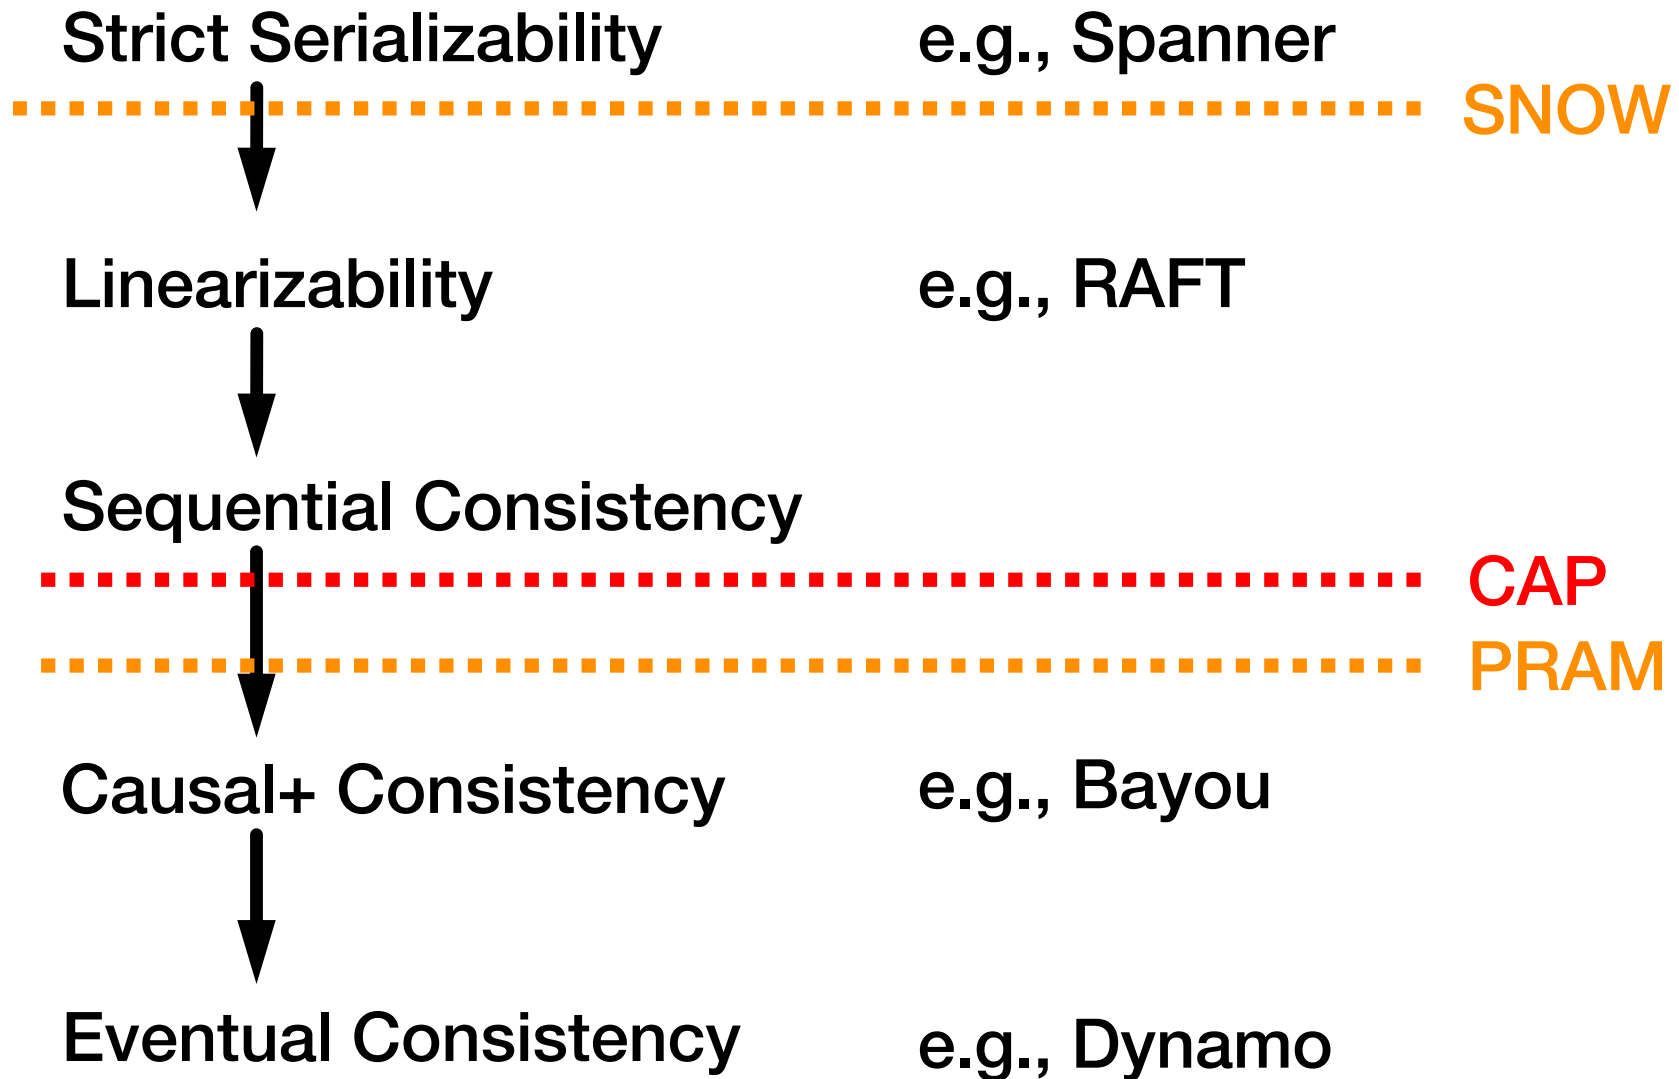 Strict Serializability e.g., Spanner
SNOW
Linearizability e.g., RAFT
Sequential Consistency
CAP
PRAM
Causal+ Consistency e.g., Bayou
Eventual Consistency e.g., Dynamo